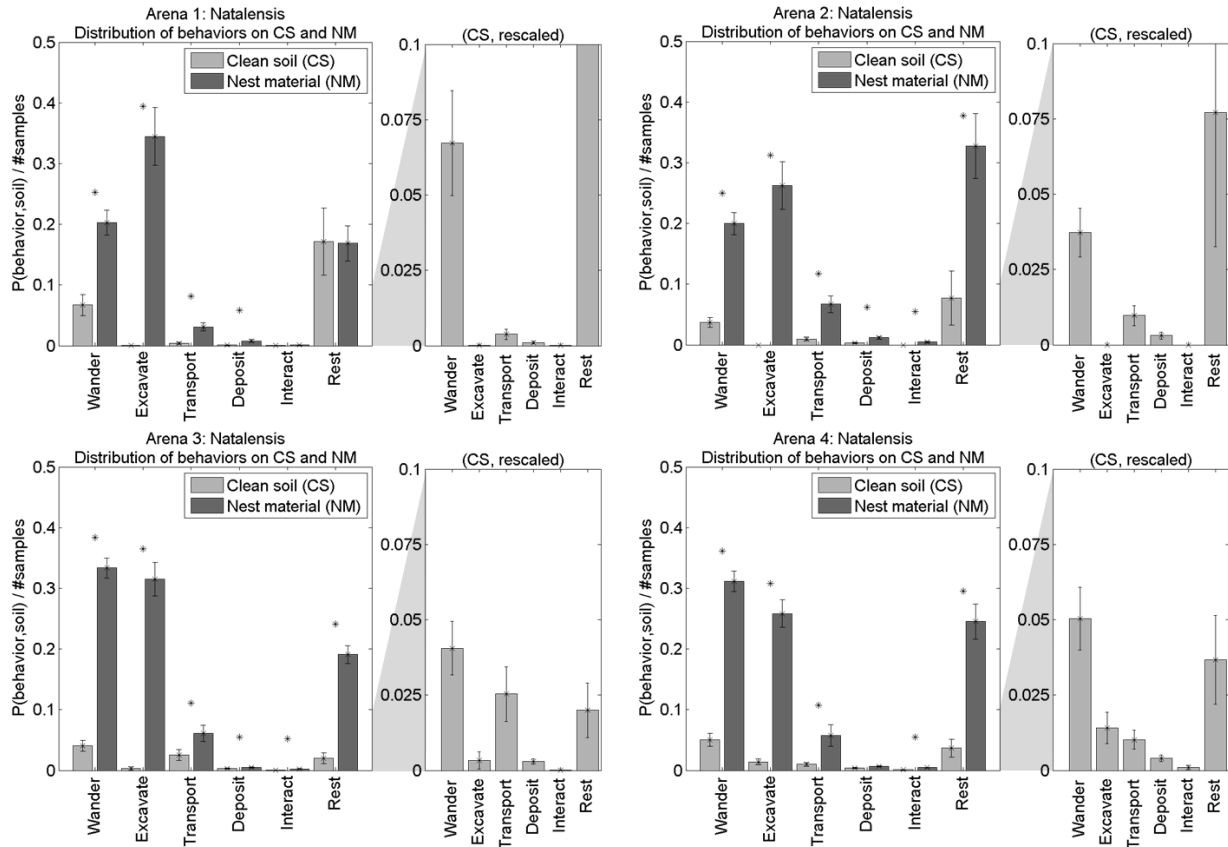 Arena 1: Natalensis
Distribution of behaviors on CS and NM
(CS, rescaled)
P(behavior,soil) / #samples
0.5
0.4
0.3
0.2
0.1
0
Clean soil (CS)
Nest material (NM)
Wander
Excavate
Transport
Deposit
Interact
Rest
0.1
0.075
0.05
0.025
0
Wander
Excavate
Transport
Deposit
Interact
Rest
Arena 2: Natalensis
Distribution of behaviors on CS and NM
(CS, rescaled)
P(behavior,soil) / #samples
0.5
0.4
0.3
0.2
0.1
0
Clean soil (CS)
Nest material (NM)
Wander
Excavate
Transport
Deposit
Interact
Rest
0.1
0.075
0.05
0.025
0
Wander
Excavate
Transport
Deposit
Interact
Rest
Arena 3: Natalensis
Distribution of behaviors on CS and NM
(CS, rescaled)
P(behavior,soil) / #samples
0.5
0.4
0.3
0.2
0.1
0
Clean soil (CS)
Nest material (NM)
Wander
Excavate
Transport
Deposit
Interact
Rest
0.1
0.075
0.05
0.025
0
Wander
Excavate
Transport
Deposit
Interact
Rest
Arena 4: Natalensis
Distribution of behaviors on CS and NM
(CS, rescaled)
P(behavior,soil) / #samples
0.5
0.4
0.3
0.2
0.1
0
Clean soil (CS)
Nest material (NM)
Wander
Excavate
Transport
Deposit
Interact
Rest
0.1
0.075
0.05
0.025
0
Wander
Excavate
Transport
Deposit
Interact
Rest